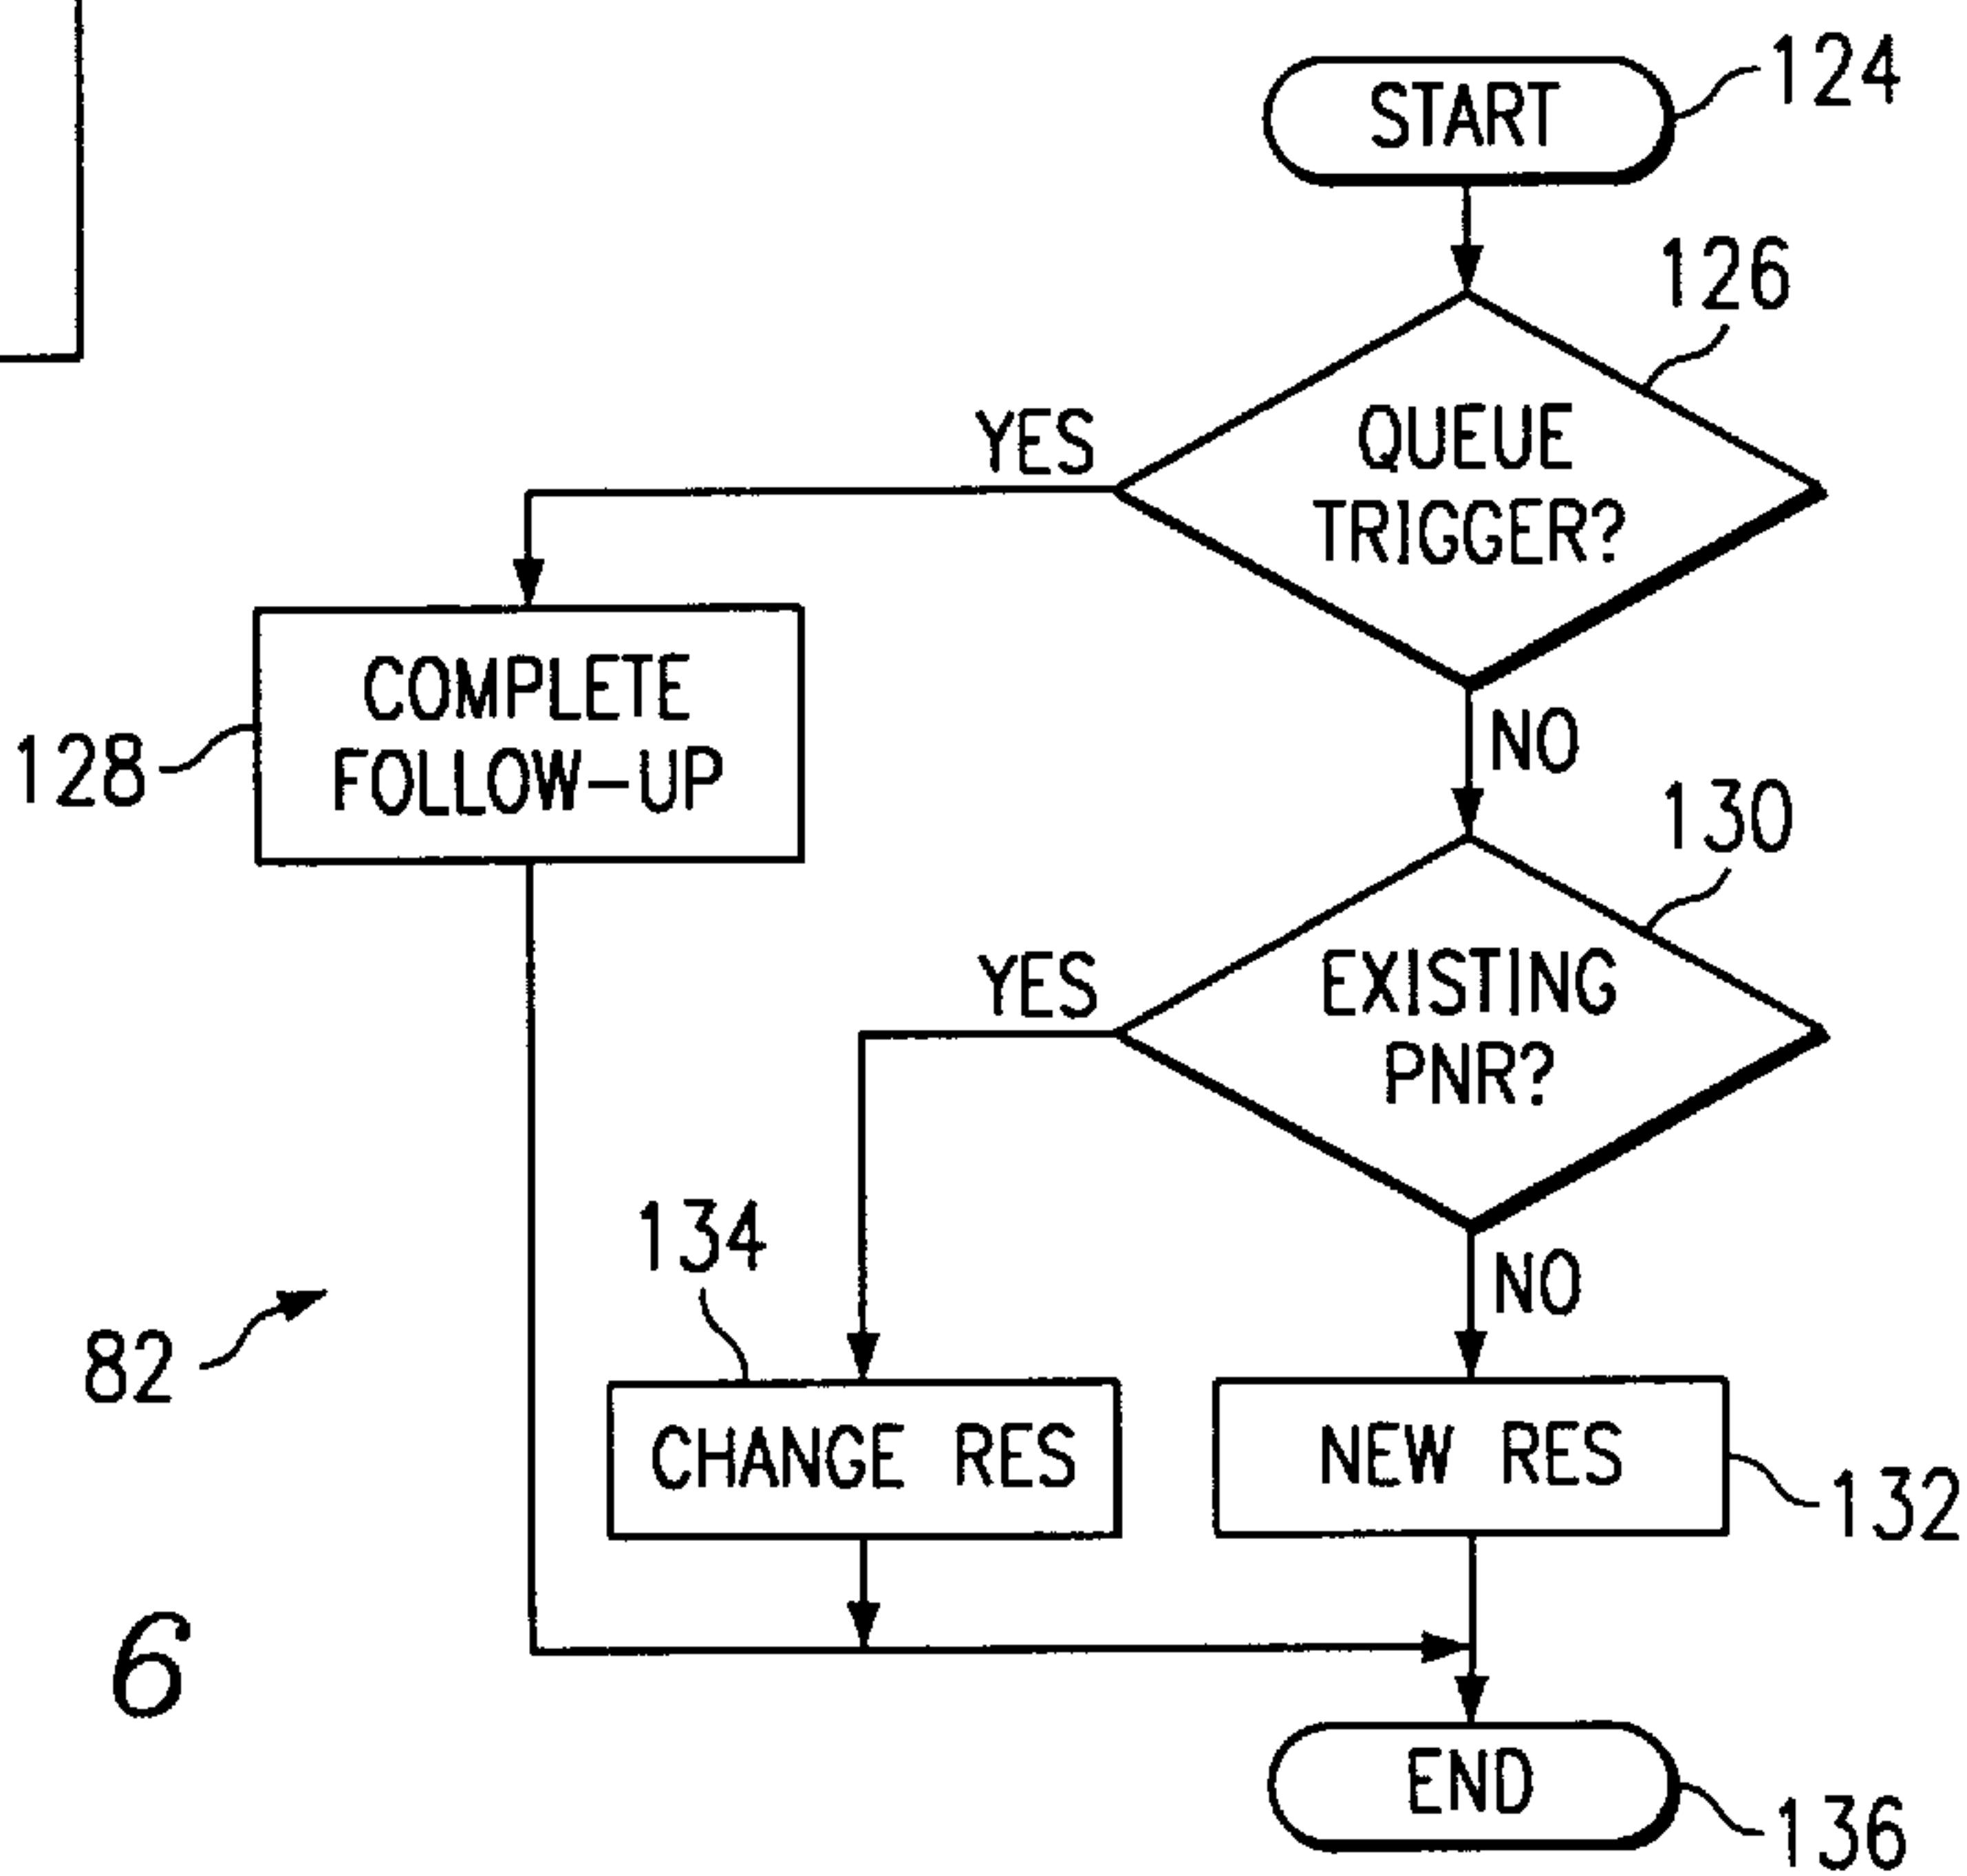 START
124
126
QUEUE
TRIGGER?
YES
NO
COMPLETE
FOLLOW-UP
128
130
EXISTING
PNR?
YES
NO
134
82
CHANGE RES
NEW RES
132
6
END
136